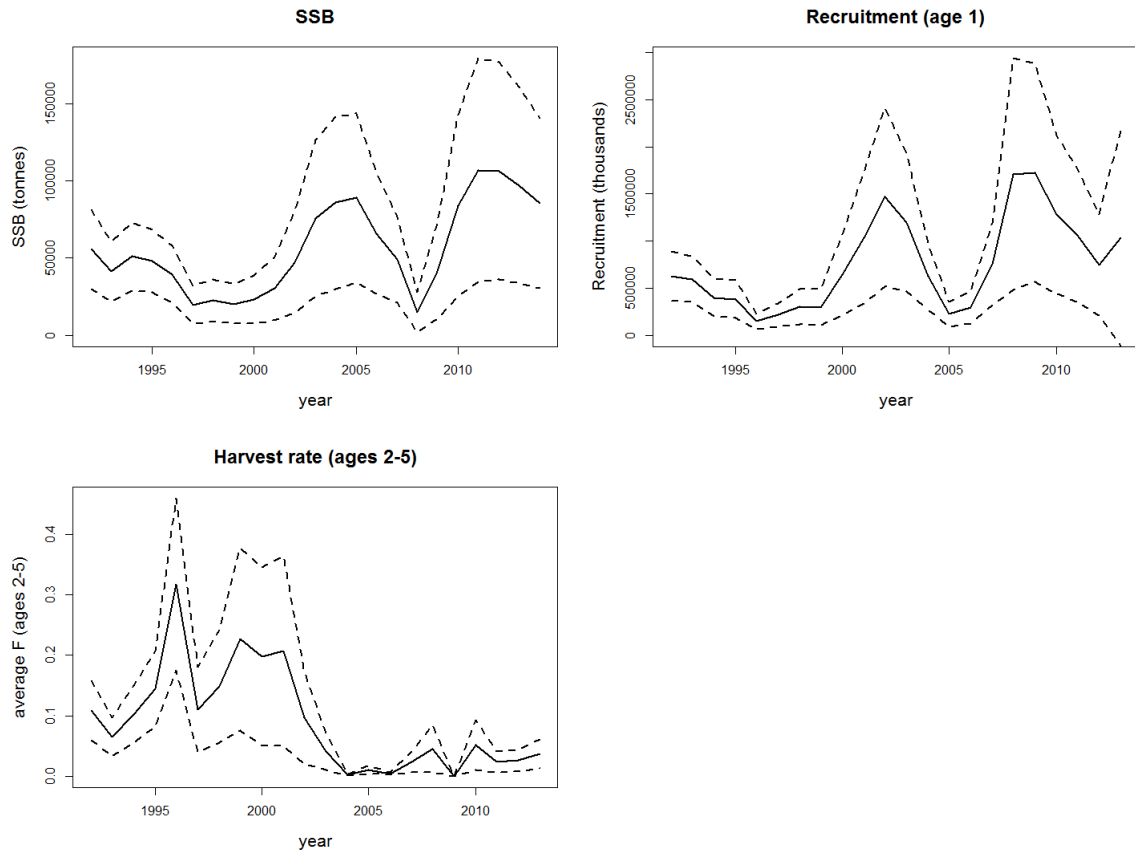 SSB
SSB (tonnes)
150000
100000
50000
0
1995
2000
2005
2010
year
Recruitment (age 1)
Recruitment (thousands)
2500000
1500000
500000
0
1995
2000
2005
2010
year
Harvest rate (ages 2-5)
average F (ages 2-5)
0.4
0.3
0.2
0.1
0.0
1995
2000
2005
2010
year